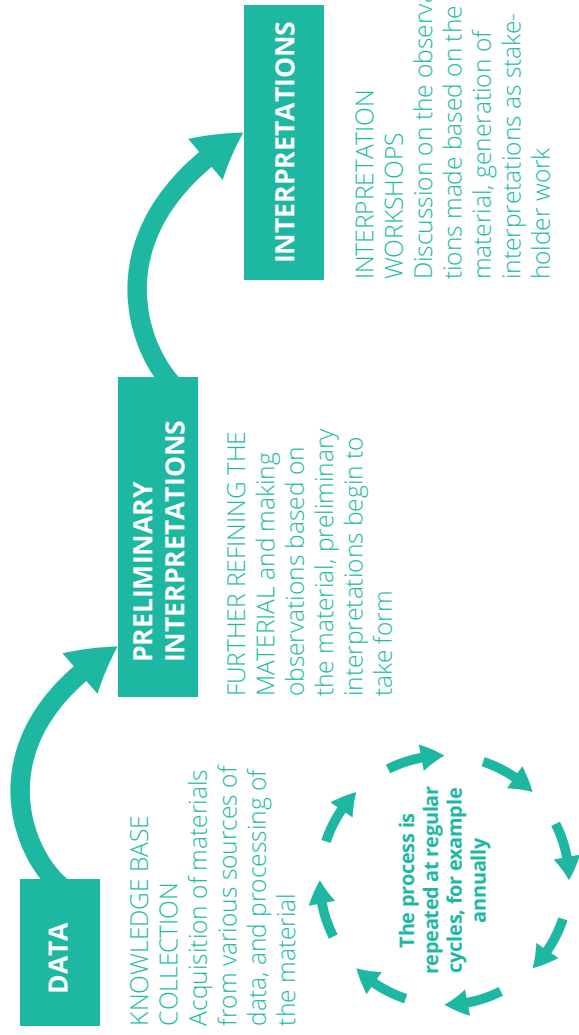 DATA
KNOWLEDGE BASE
COLLECTION
Acquisition of materials
from various sources of
data, and processing of
the material
PRELIMINARY
INTERPRETATIONS
FURTHER REFINING THE
MATERIAL and making
observations based on
the material, preliminary
interpretations begin to
take form
INTERPRETATIONS
INTERPRETATION
WORKSHOPS
Discussion on the observa
tions made based on the
material, generation of
interpretations as stake-
holder work
The process is
repeated at regular
cycles, for example
annually